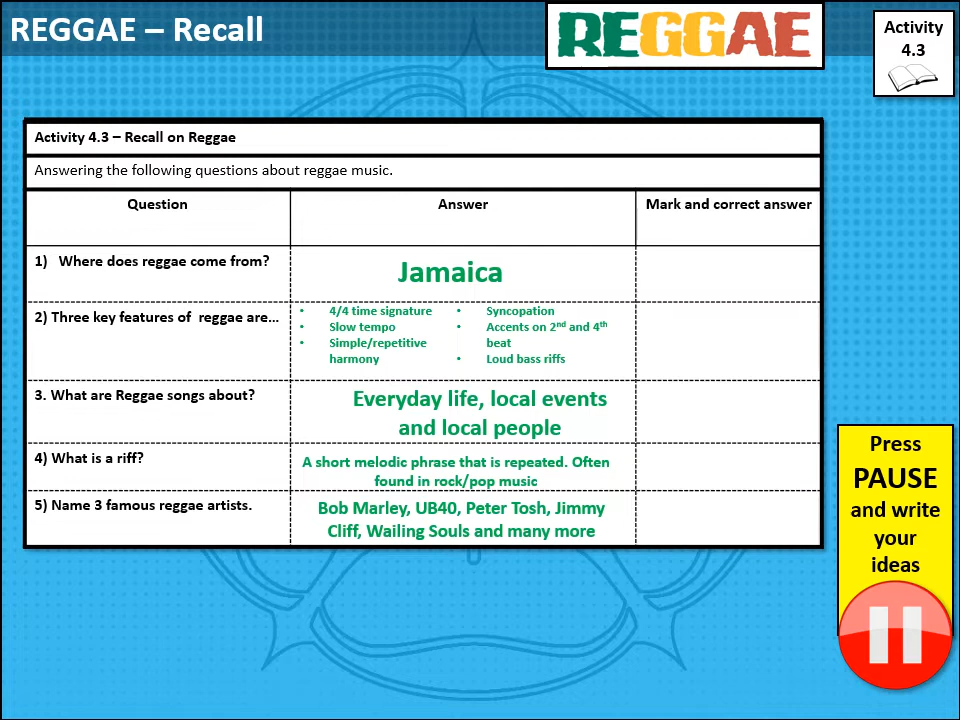 REGGAE – Recall
REGGAE
Activity
4.3
Activity 4.3 – Recall on Reggae
Answering the following questions about reggae music.
Question
Answer
Mark and correct answer
1) Where does reggae come from?
Jamaica
2) Three key features of reggae are…
• 4/4 time signature
• Slow tempo
• Simple/repetitive
harmony
• Syncopation
• Accents on 2nd and 4th
beat
• Loud bass riffs
3. What are Reggae songs about?
Everyday life, local events
and local people
4) What is a riff?
A short melodic phrase that is repeated. Often
found in rock/pop music
5) Name 3 famous reggae artists.
Bob Marley, UB40, Peter Tosh, Jimmy
Cliff, Wailing Souls and many more
Press
PAUSE
and write
your
ideas